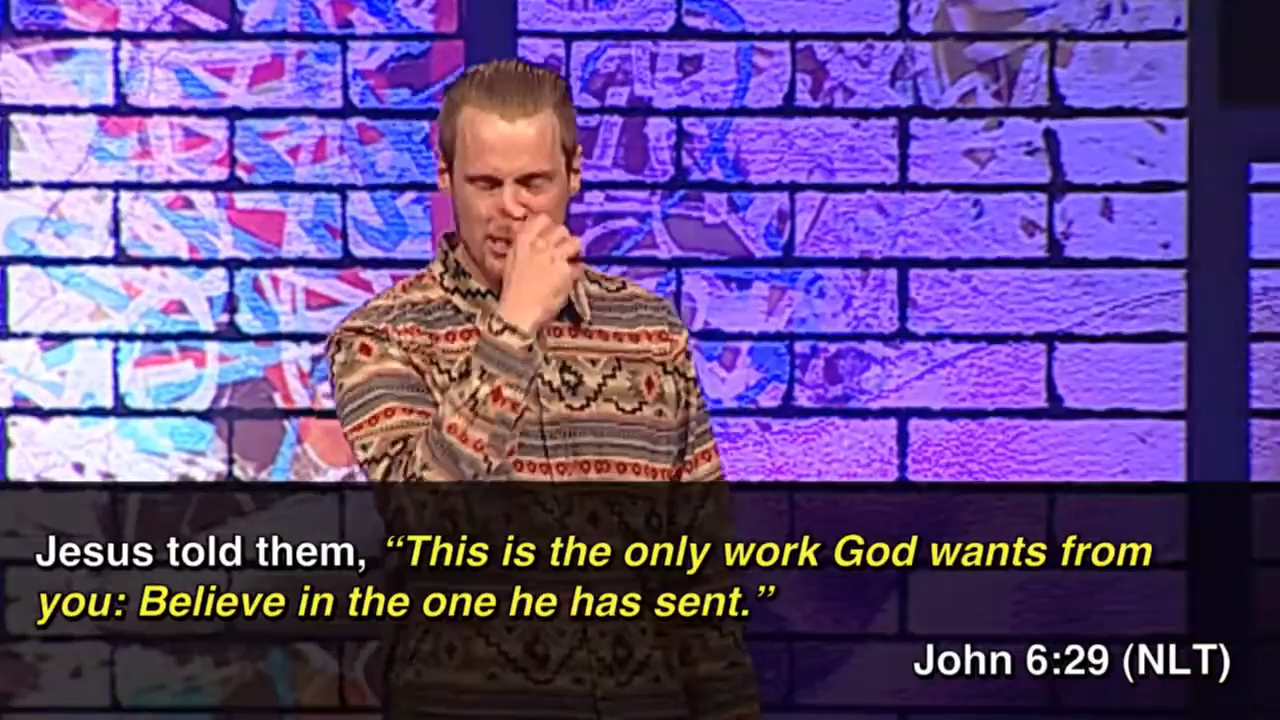 Jesus told them, “This is the only work God wants from
you: Believe in the one he has sent.”
John 6:29 (NLT)